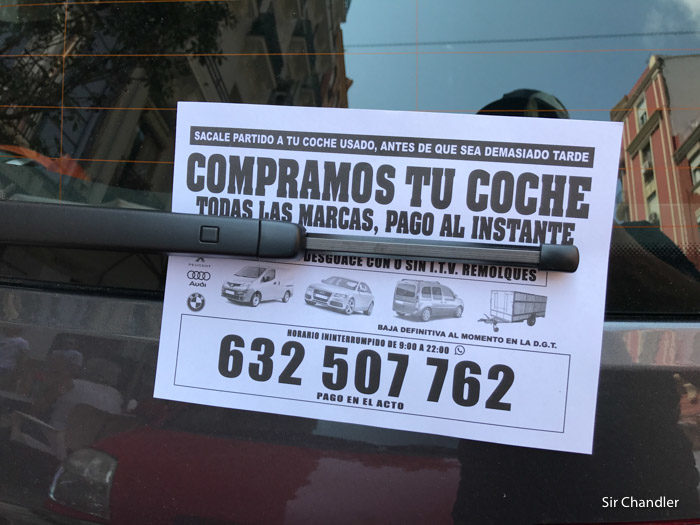 SACALE PARTIDO A TU COCHE USADO, ANTES DE QUE SEA DEMASIADO TARDE
COMPRAMOS TU COCHE
TODAS LAS MARCAS, PAGO AL INSTANTE
DESGUACE CON O SIN I.T.V. REMOLQUES
PEUGEOT
Audi
BAJA DEFINITIVA AL MOMENTO EN LA D.G.T.
HORARIO ININTERRUMPIDO DE 9:00 A 22:00
632 507 762
PAGO EN EL ACTO
Sir Chandler